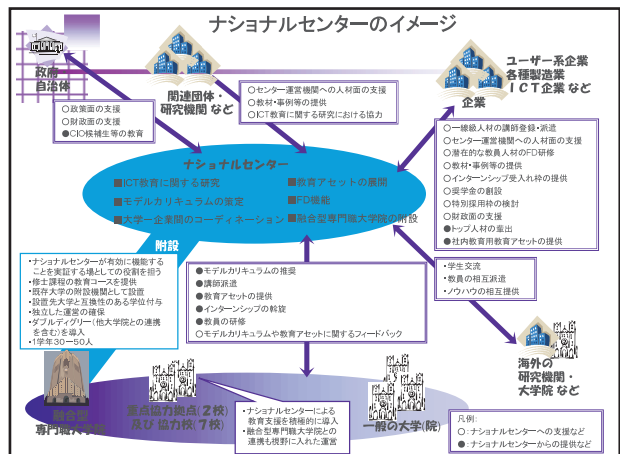 ナショナルセンターのイメージ
政府
自治体
関連団体・
研究機関 など
企業
ユーザー系企業
各種製造業
ICT企業 など
○政策面の支援
○財政面の支援
●CIO候補生等の教育
○センター運営機関への人材面の支援
○教材・事例等の提供
○ICT教育に関する研究における協力
○一線級人材の講師登録・派遣
○センター運営機関への人材面の支援
○潜在的な教員人材のFD研修
○教材・事例等の提供
○インターンシップ受入れ枠の提供
○奨学金の創設
○特別採用枠の検討
○財政面の支援
●トップ人材の輩出
●社内教育用教育アセットの提供
ナショナルセンター
■ICT教育に関する研究
■モデルカリキュラムの策定
■大学ー企業間のコーディネーション
■教育アセットの展開
■FD機能
■融合型専門職大学院の附設
附設
・ナショナルセンターが有効に機能する
ことを実証する場としての役割を担う
・修士課程の教育コースを提供
・既存大学の附設機関として設置
・設置先大学と互換性のある学位付与
・独立した運営の確保
・ダブルディグリー(他大学院との連携
を含む)を導入
・1学年30ー50人
●モデルカリキュラムの推奨
●講師派遣
●教育アセットの提供
●インターンシップの斡旋
●教員の研修
○モデルカリキュラムや教育アセットに関するフィードバック
・学生交流
・教員の相互派遣
・ノウハウの相互提供
海外の
研究機関・
大学院 など
融合型
専門職大学院
重点協力拠点(2校)
及び 協力校(7校)
・ナショナルセンターによる
教育支援を積極的に導入
・融合型専門職大学院との
連携も視野に入れた運営
一般の大学(院)
凡例:
○:ナショナルセンターへの支援など
●:ナショナルセンターからの提供など